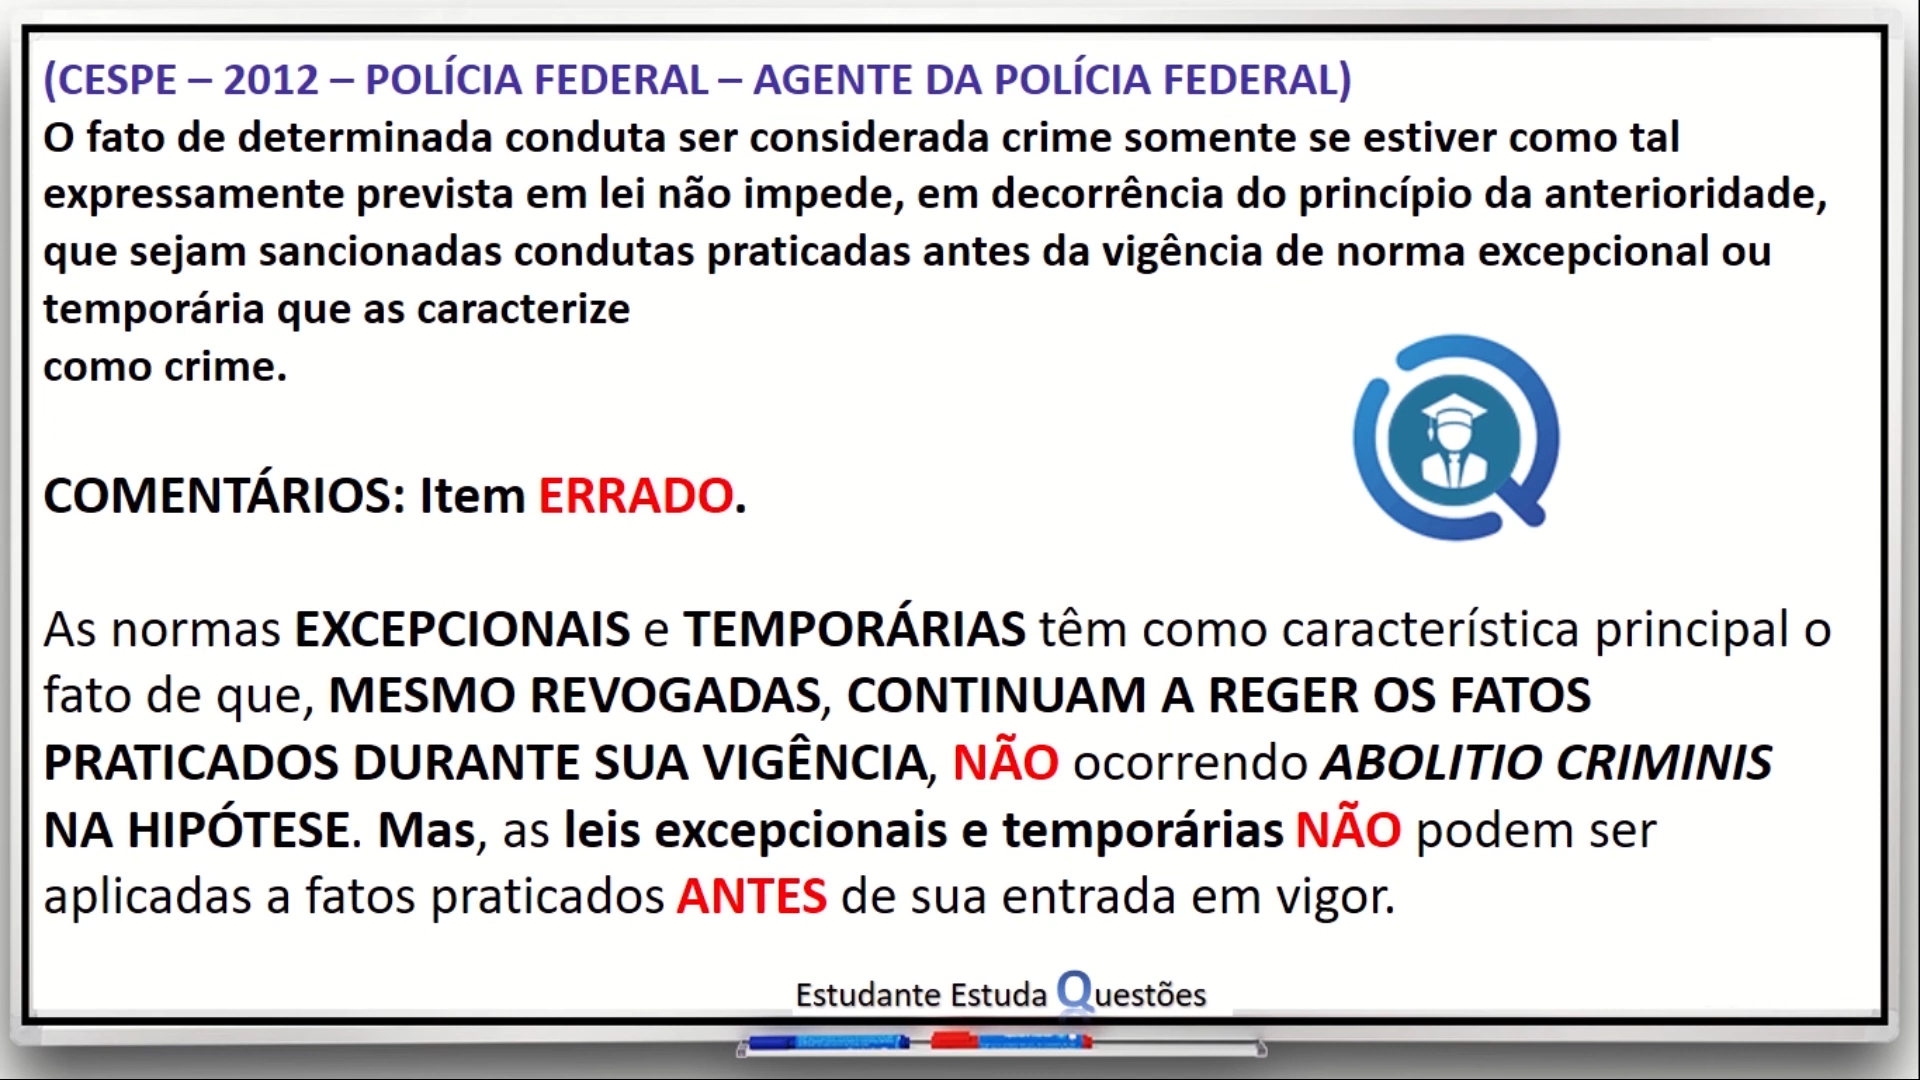 (CESPE – 2012 – POLÍCIA FEDERAL – AGENTE DA POLÍCIA FEDERAL)
O fato de determinada conduta ser considerada crime somente se estiver como tal
expressamente prevista em lei não impede, em decorrência do princípio da anterioridade,
que sejam sancionadas condutas praticadas antes da vigência de norma excepcional ou
temporária que as caracterize
como crime.
COMENTÁRIOS: Item ERRADO.
As normas EXCEPCIONAIS e TEMPORÁRIAS têm como característica principal o
fato de que, MESMO REVOGADAS, CONTINUAM A REGER OS FATOS
PRATICADOS DURANTE SUA VIGÊNCIA, NÃO ocorrendo ABOLITIO CRIMINIS
NA HIPÓTESE. Mas, as leis excepcionais e temporárias NÃO podem ser
aplicadas a fatos praticados ANTES de sua entrada em vigor.
Estudante Estuda Questões